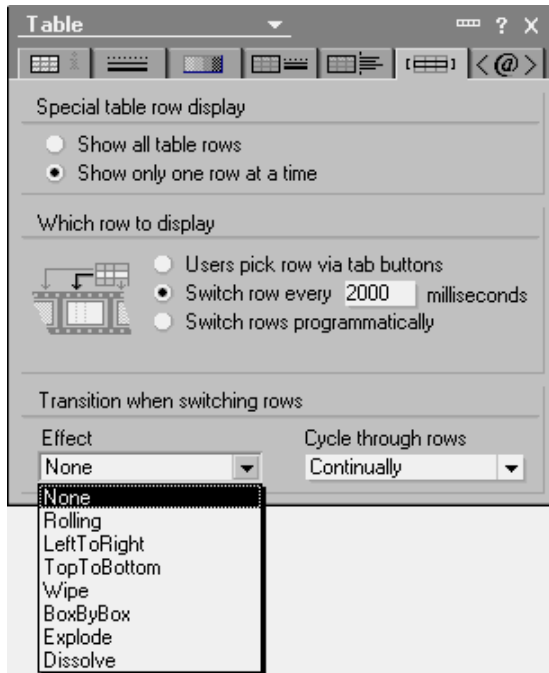 Table
? X
<@>
Special table row display
Show all table rows
Show only one row at a time
Which row to display
Users pick row via tab buttons
Switch row every 2000 milliseconds
Switch rows programmatically
Transition when switching rows
Effect Cycle through rows
None Continually
None
Rolling
LeftToRight
TopToBottom
Wipe
BoxByBox
Explode
Dissolve